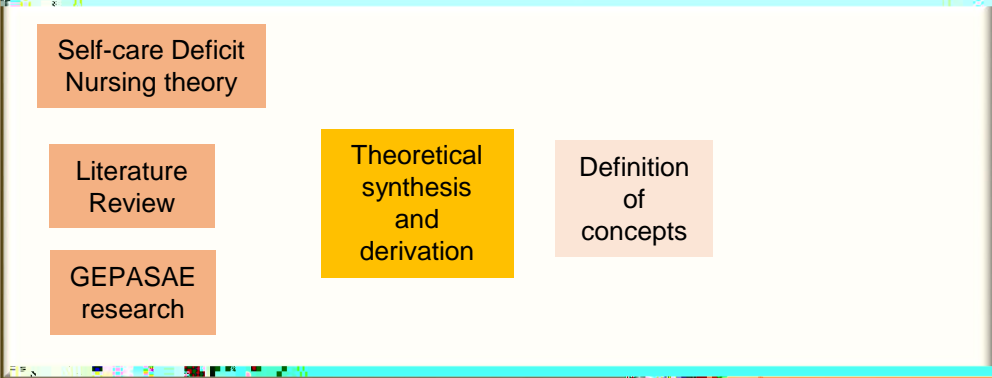 Self-care Deficit
Nursing theory
Literature
Review
GEPASAE
research
Theoretical
synthesis
and
derivation
Definition
of
concepts